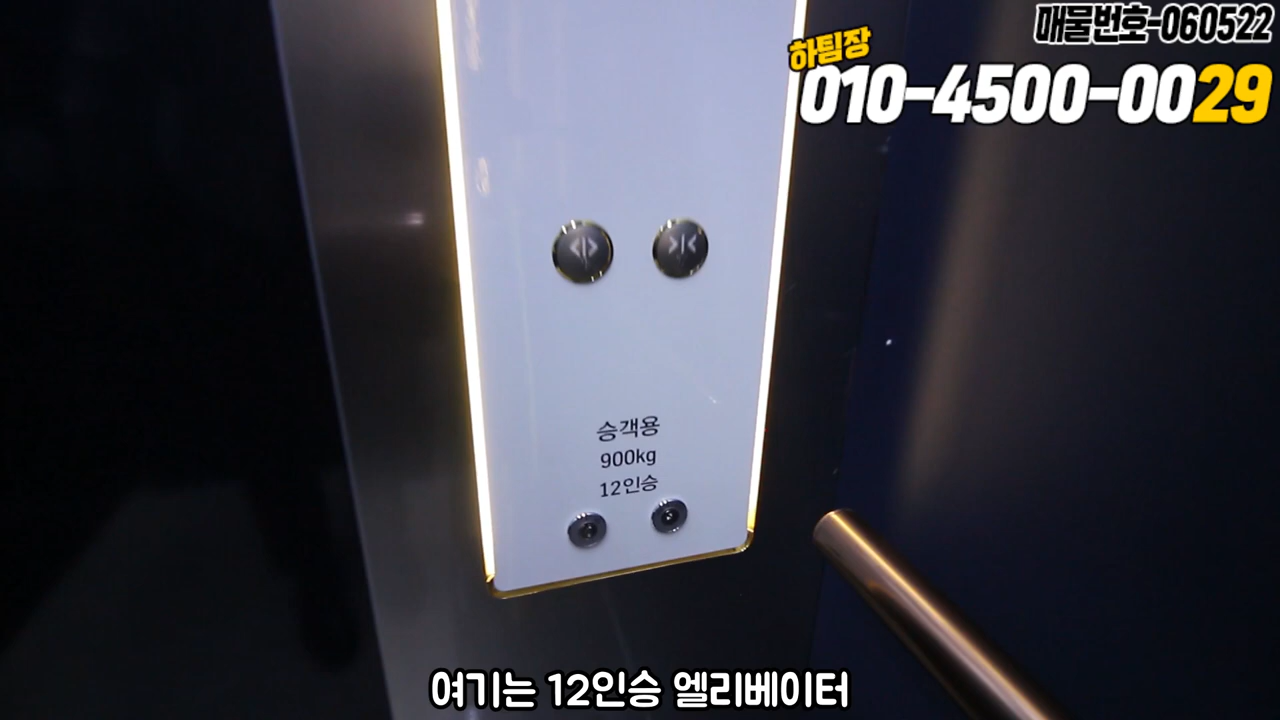 매물번호-060522
하팀장
010-4500-0029
승객용
900kg
12인승
여기는 12인승 엘리베이터